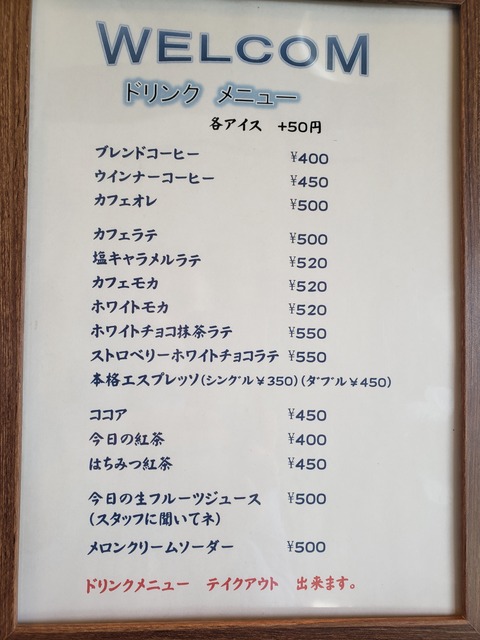 WELCOM
ドリンク メニュー
各アイス +50円
ブレンドコーヒー ¥400
ウインナーコーヒー ¥450
カフェオレ ¥500
カフェラテ ¥500
塩キャラメルラテ ¥520
カフェモカ ¥520
ホワイトモカ ¥520
ホワイトチョコ抹茶ラテ ¥550
ストロベリーホワイトチョコラテ ¥550
本格エスプレッソ(シングル¥350)(ダブル¥450)
ココア ¥450
今日の紅茶 ¥400
はちみつ紅茶 ¥450
今日の生フルーツジュース ¥500
(スタッフに聞いてネ)
メロンクリームソーダー ¥500
ドリンクメニュー テイクアウト 出来ます。